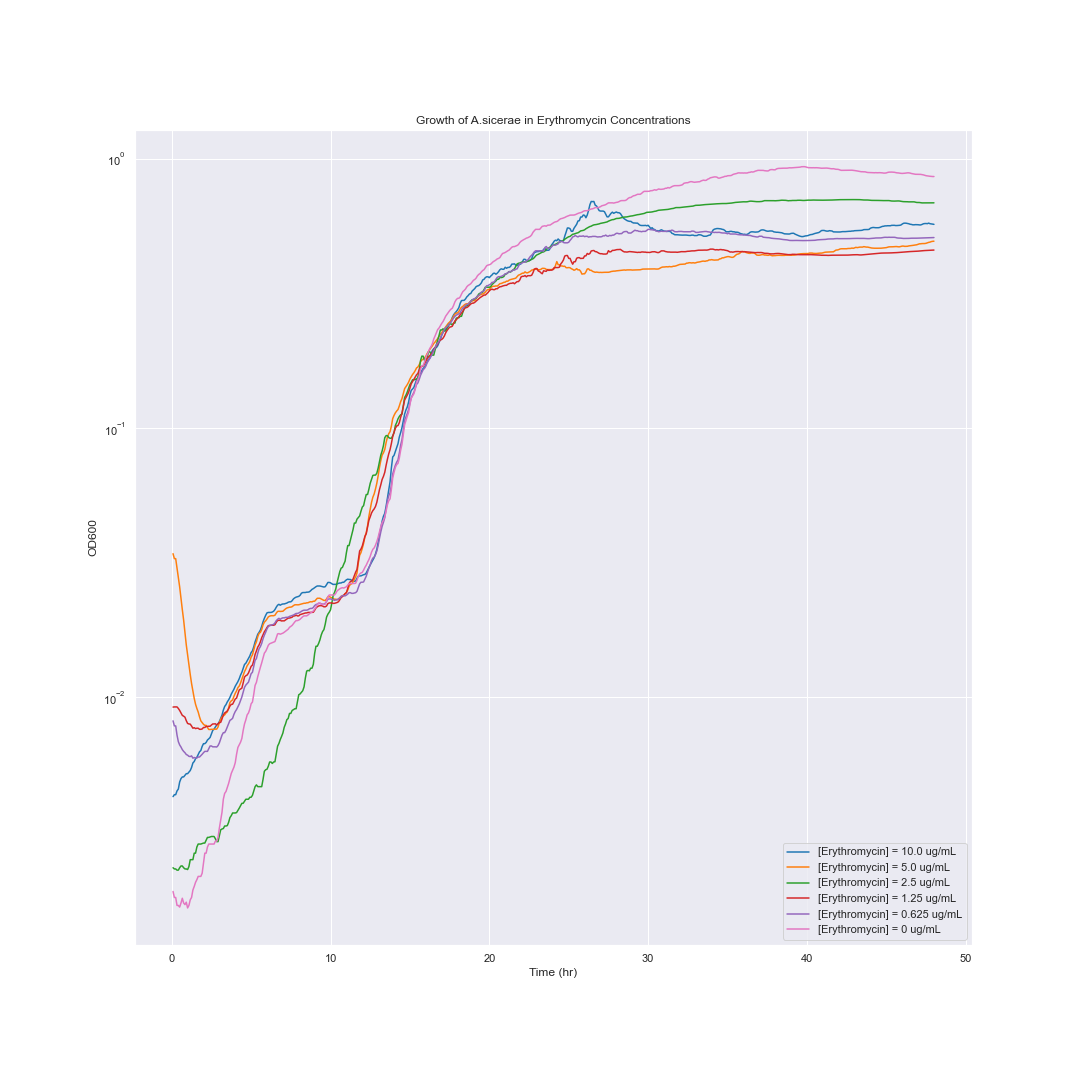 Growth of A.sicerae in Erythromycin Concentrations
10⁰
10⁻¹
10⁻²
OD600
0 10 20 30 40 50
Time (hr)
[Erythromycin] = 10.0 ug/mL
[Erythromycin] = 5.0 ug/mL
[Erythromycin] = 2.5 ug/mL
[Erythromycin] = 1.25 ug/mL
[Erythromycin] = 0.625 ug/mL
[Erythromycin] = 0 ug/mL